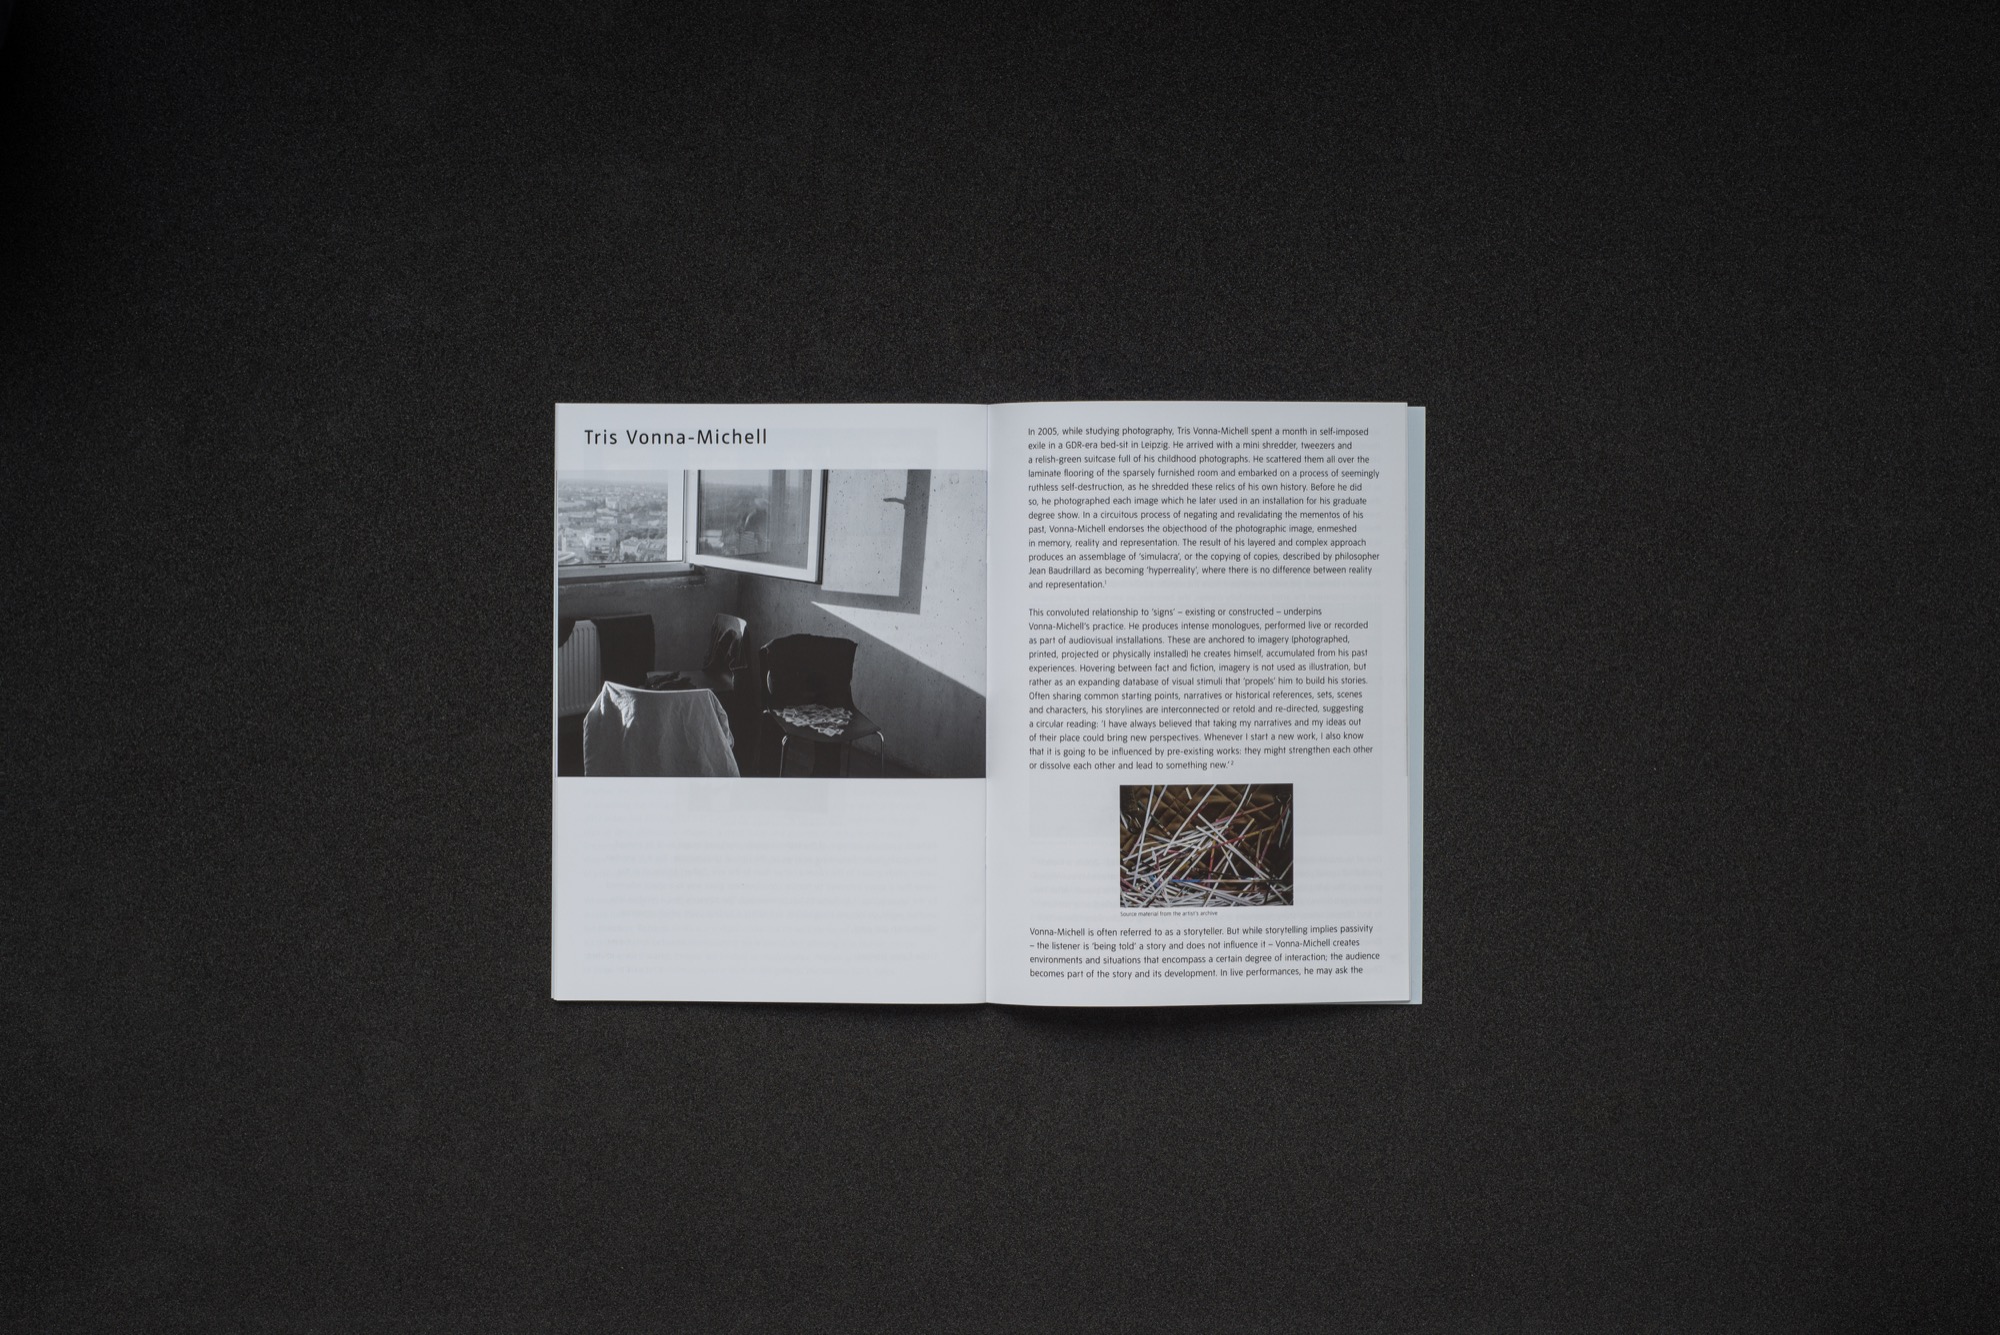 Tris Vonna-Michell
In 2005, while studying photography, Tris Vonna-Michell spent a month in self-imposed
exile in a GDR-era bed-sit in Leipzig. He arrived with a mini shredder, tweezers and
a relish-green suitcase full of his childhood photographs. He scattered them all over the
laminate flooring of the sparsely furnished room and embarked on a process of seemingly
ruthless self-destruction, as he shredded these relics of his own history. Before he did
so, he photographed each image which he later used in an installation for his graduate
degree show. In a circuitous process of negating and revalidating the mementos of his
past, Vonna-Michell endorses the objecthood of the photographic image, enmeshed
in memory, reality and representation. The result of his layered and complex approach
produces an assemblage of ‘simulacra’, or the copying of copies, described by philosopher
Jean Baudrillard as becoming ‘hyperreality’, where there is no difference between reality
and representation.¹
This convoluted relationship to ‘signs’ – existing or constructed – underpins
Vonna-Michell's practice. He produces intense monologues, performed live or recorded
as part of audiovisual installations. These are anchored to imagery (photographed,
printed, projected or physically installed) he creates himself, accumulated from his past
experiences. Hovering between fact and fiction, imagery is not used as illustration, but
rather as an expanding database of visual stimuli that ‘propels’ him to build his stories.
Often sharing common starting points, narratives or historical references, sets, scenes
and characters, his storylines are interconnected or retold and re-directed, suggesting
a circular reading: ‘I have always believed that taking my narratives and my ideas out
of their place could bring new perspectives. Whenever I start a new work, I also know
that it is going to be influenced by pre-existing works: they might strengthen each other
or dissolve each other and lead to something new.’ ²
Source material from the artist's archive
Vonna-Michell is often referred to as a storyteller. But while storytelling implies passivity
– the listener is ‘being told’ a story and does not influence it – Vonna-Michell creates
environments and situations that encompass a certain degree of interaction; the audience
becomes part of the story and its development. In live performances, he may ask the